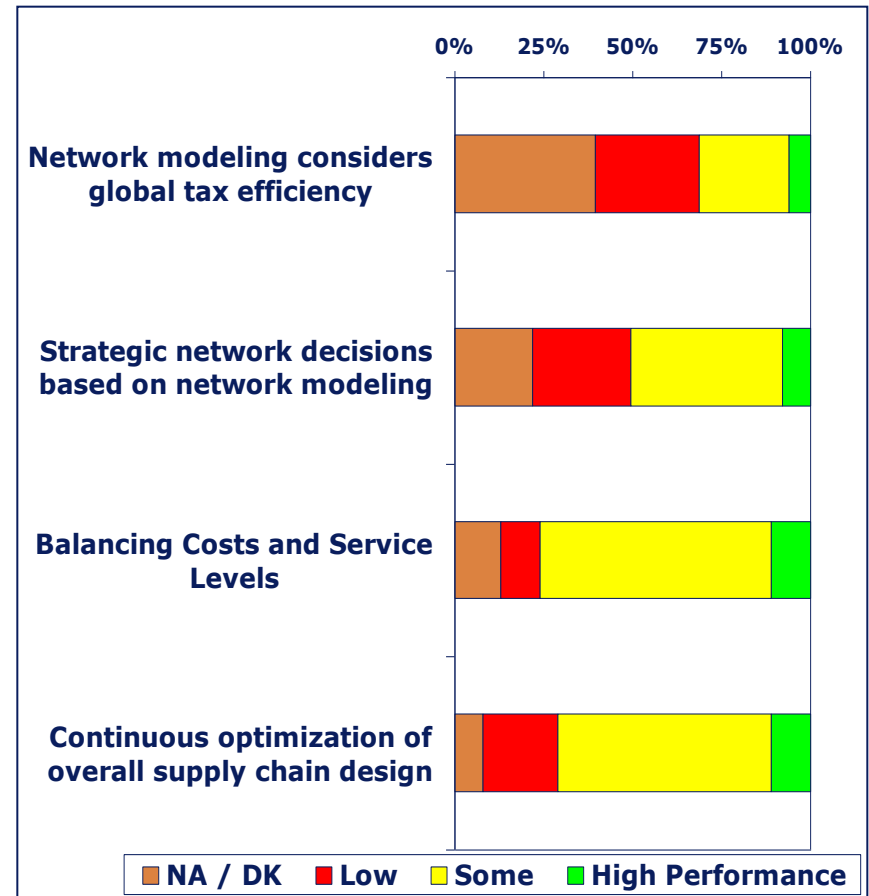 0% 25% 50% 75% 100%
Network modeling considers
global tax efficiency
Strategic network decisions
based on network modeling
Balancing Costs and Service
Levels
Continuous optimization of
overall supply chain design
NA / DK Low Some High Performance